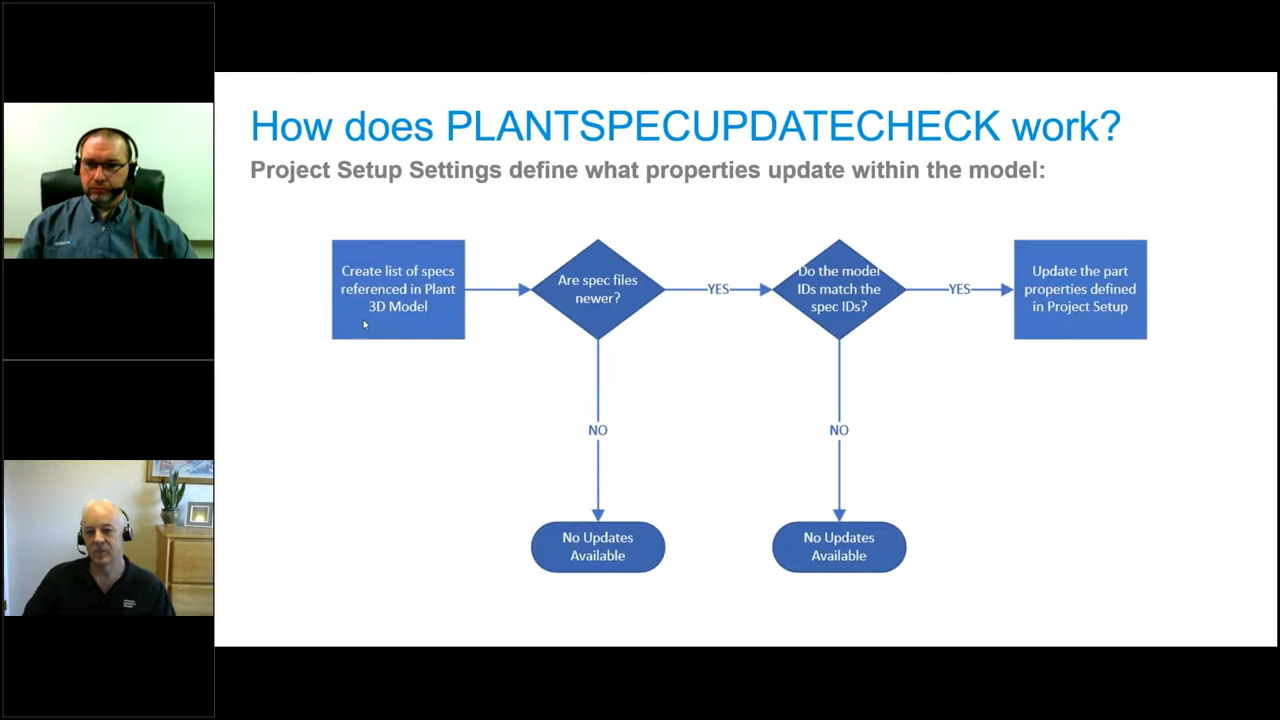 How does PLANTSPECUPDATECHECK work?
Project Setup Settings define what properties update within the model:
Create list of specs
referenced in Plant
3D Model
Are spec files
newer?
YES
Do the model
IDs match the
spec IDs?
YES
Update the part
properties defined
in Project Setup
NO
NO
No Updates
Available
No Updates
Available